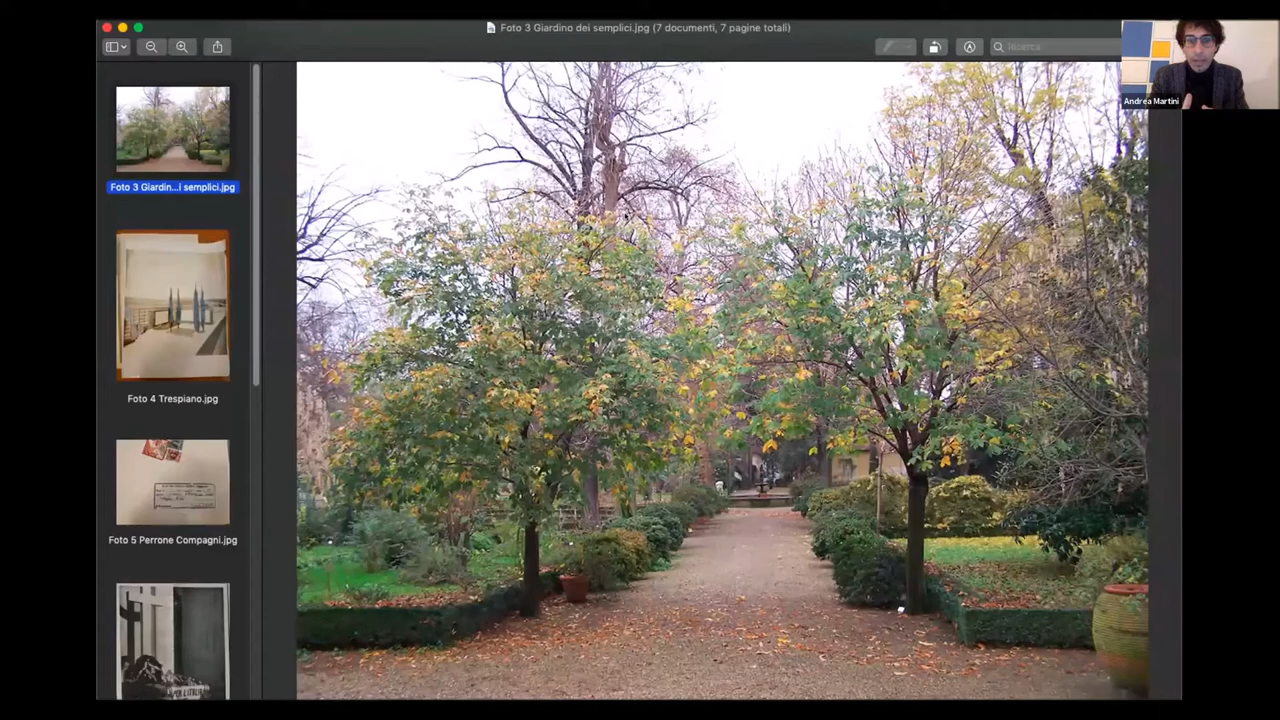 Foto 3 Giardino dei semplici.jpg (7 documenti, 7 pagine totali)
Ricerca
Andrea Martini
Foto 3 Giardin...i semplici.jpg
Foto 4 Trespiano.jpg
Foto 5 Perrone Compagni.jpg